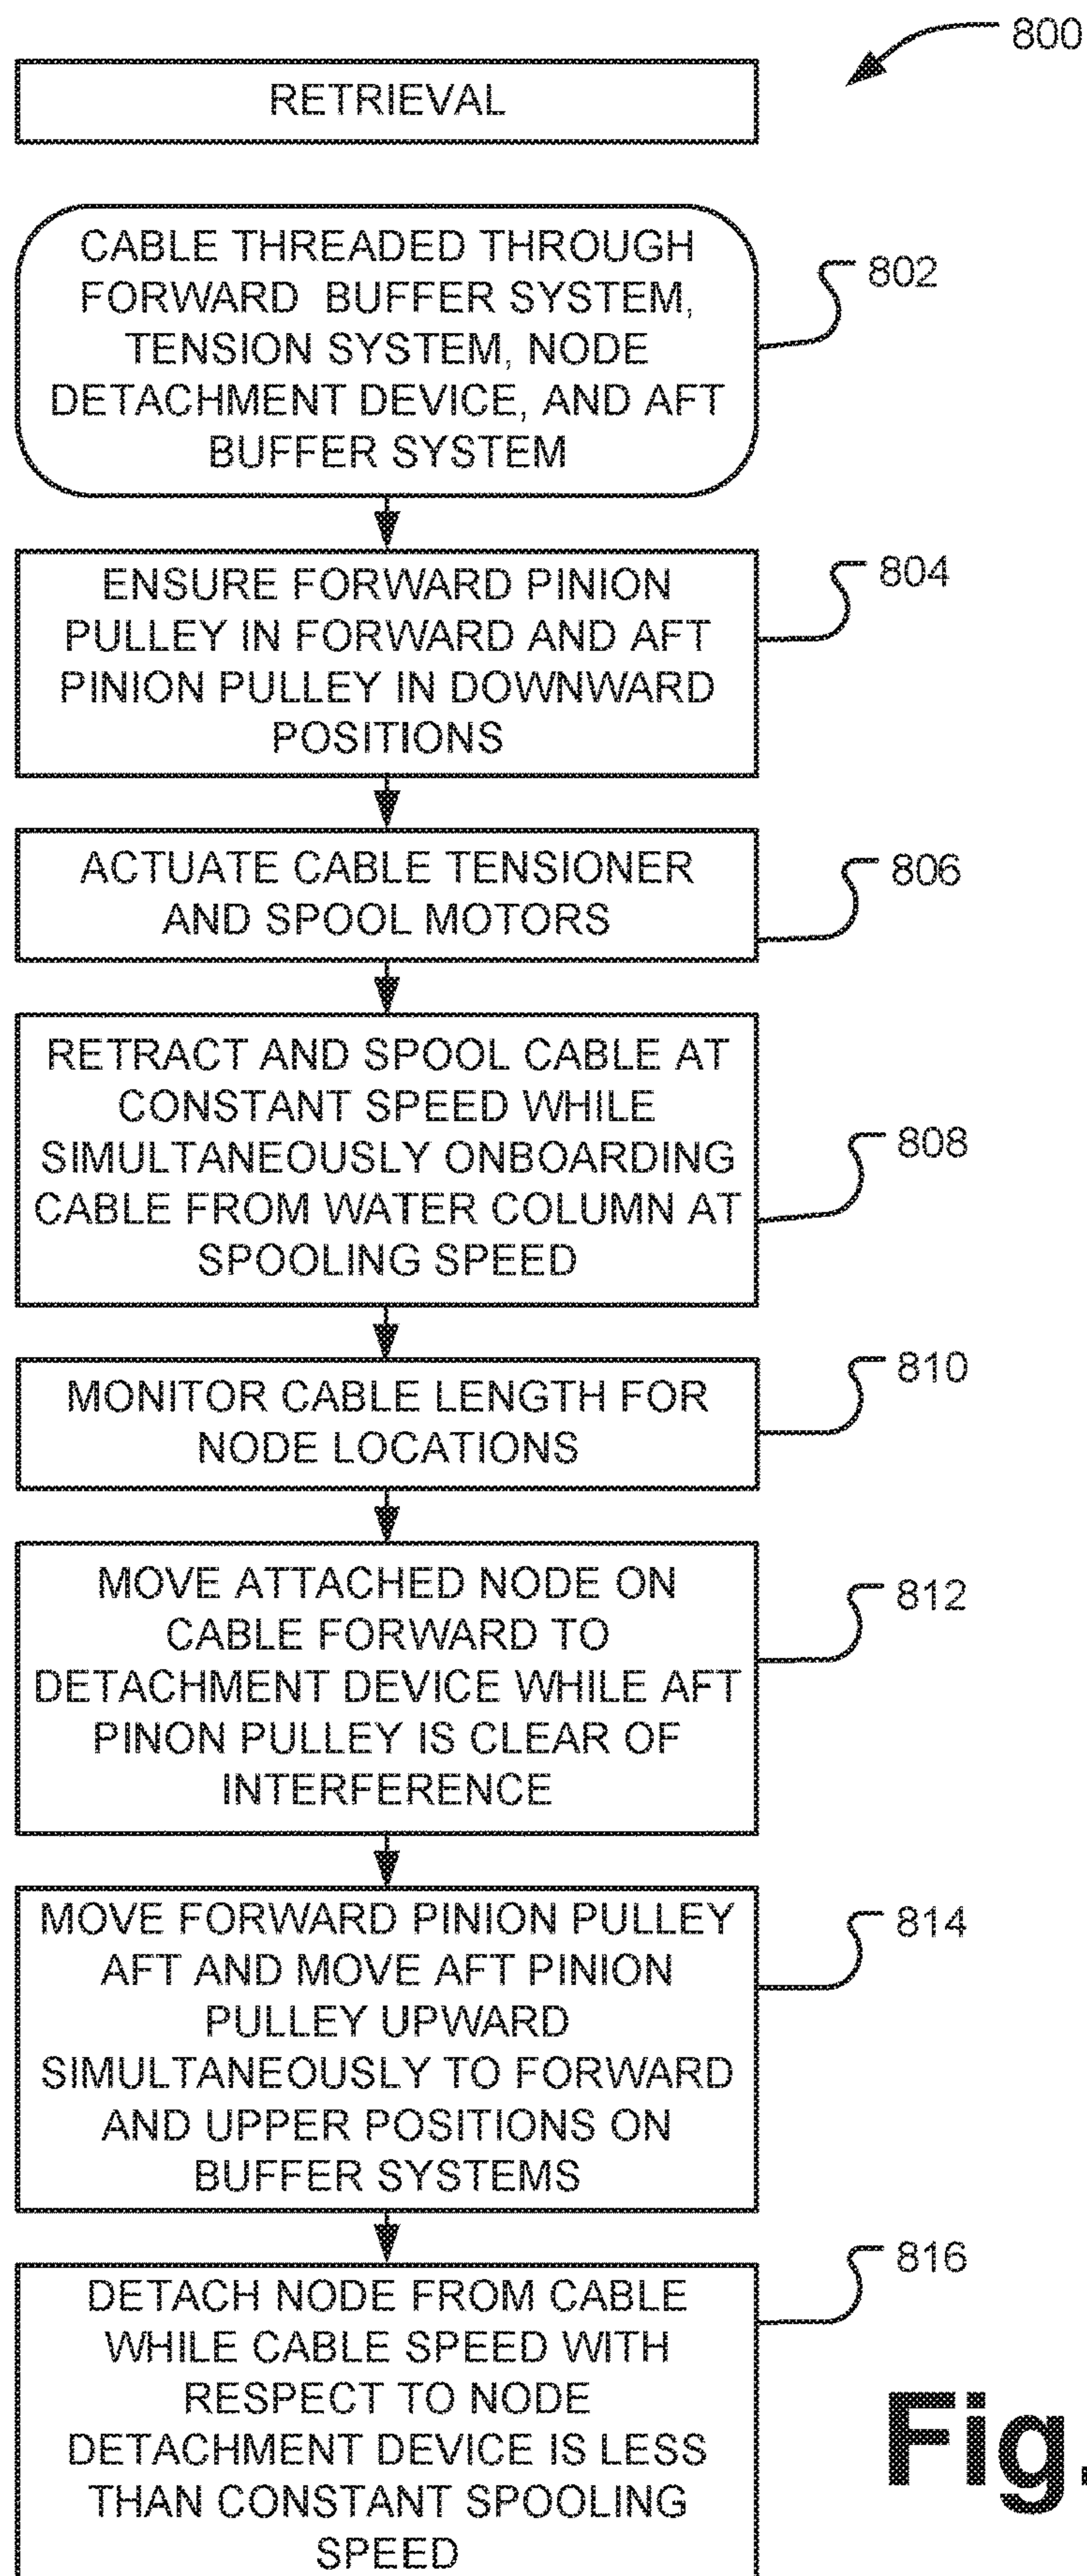 800
RETRIEVAL
CABLE THREADED THROUGH
FORWARD BUFFER SYSTEM,
TENSION SYSTEM, NODE
DETACHMENT DEVICE, AND AFT
BUFFER SYSTEM
802
ENSURE FORWARD PINION
PULLEY IN FORWARD AND AFT
PINION PULLEY IN DOWNWARD
POSITIONS
804
ACTUATE CABLE TENSIONER
AND SPOOL MOTORS
806
RETRACT AND SPOOL CABLE AT
CONSTANT SPEED WHILE
SIMULTANEOUSLY ONBOARDING
CABLE FROM WATER COLUMN AT
SPOOLING SPEED
808
MONITOR CABLE LENGTH FOR
NODE LOCATIONS
810
MOVE ATTACHED NODE ON
CABLE FORWARD TO
DETACHMENT DEVICE WHILE AFT
PINON PULLEY IS CLEAR OF
INTERFERENCE
812
MOVE FORWARD PINION PULLEY
AFT AND MOVE AFT PINION
PULLEY UPWARD
SIMULTANEOUSLY TO FORWARD
AND UPPER POSITIONS ON
BUFFER SYSTEMS
814
DETACH NODE FROM CABLE
WHILE CABLE SPEED WITH
RESPECT TO NODE
DETACHMENT DEVICE IS LESS
THAN CONSTANT SPOOLING
SPEED
816
Fig.